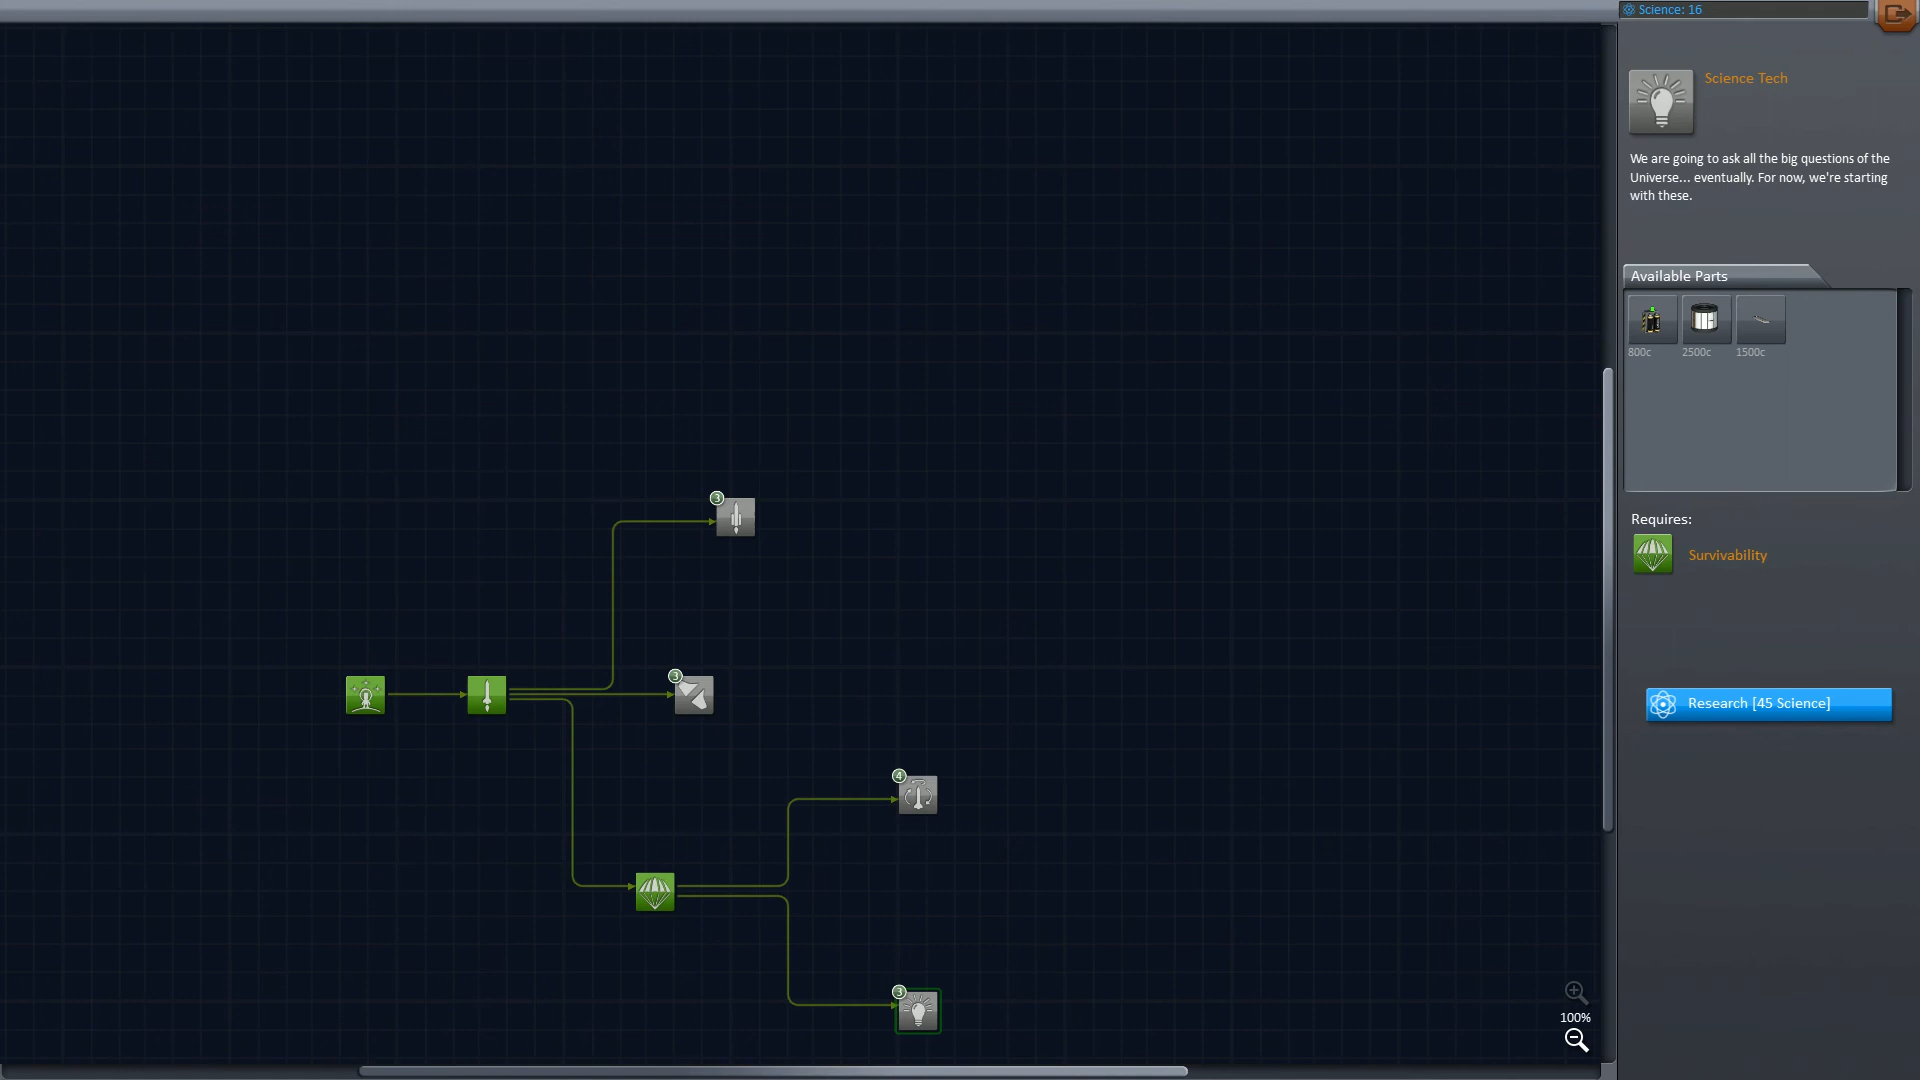 Science: 16
Science Tech
We are going to ask all the big questions of the
Universe... eventually. For now, we're starting
with these.
Available Parts
800c 2500c 1500c
3
Requires:
Survivability
3
Research [45 Science]
4
3
100%